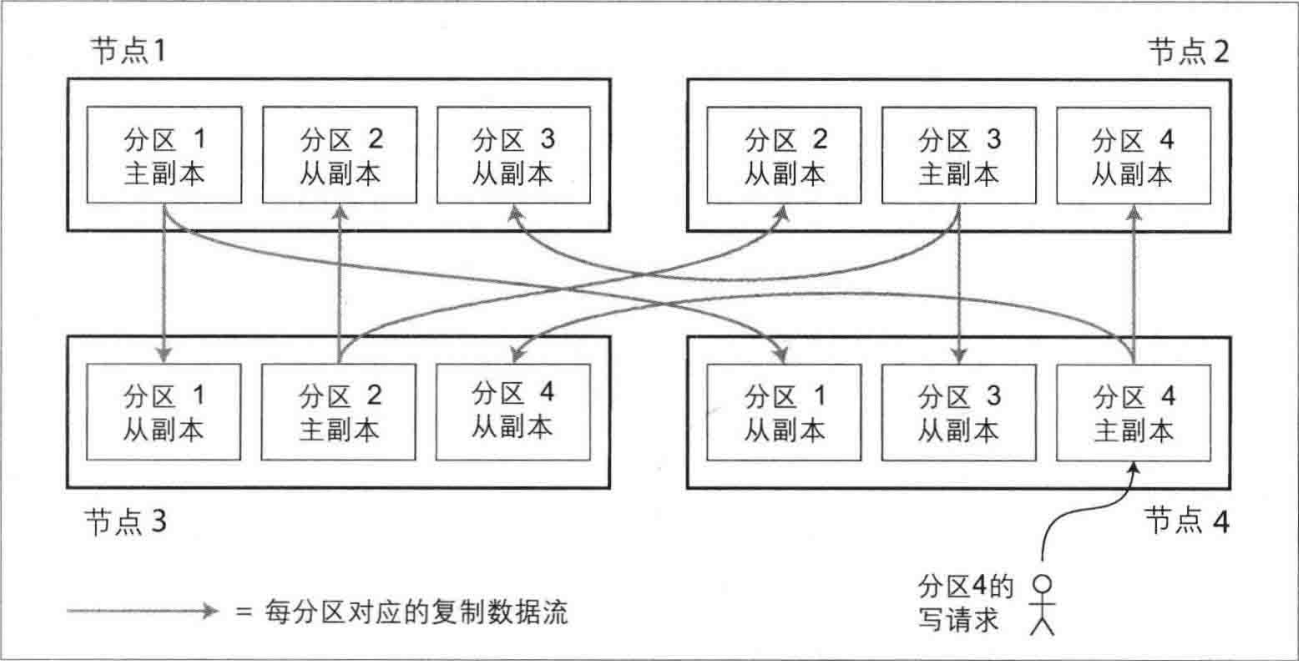 节点1
节点2
分区 1
主副本
分区 2
从副本
分区 3
从副本
分区 2
从副本
分区 3
主副本
分区 4
从副本
分区 1
从副本
分区 2
主副本
分区 4
从副本
分区 1
从副本
分区 3
从副本
分区 4
主副本
节点 3
节点 4
分区4的
写请求
= 每分区对应的复制数据流